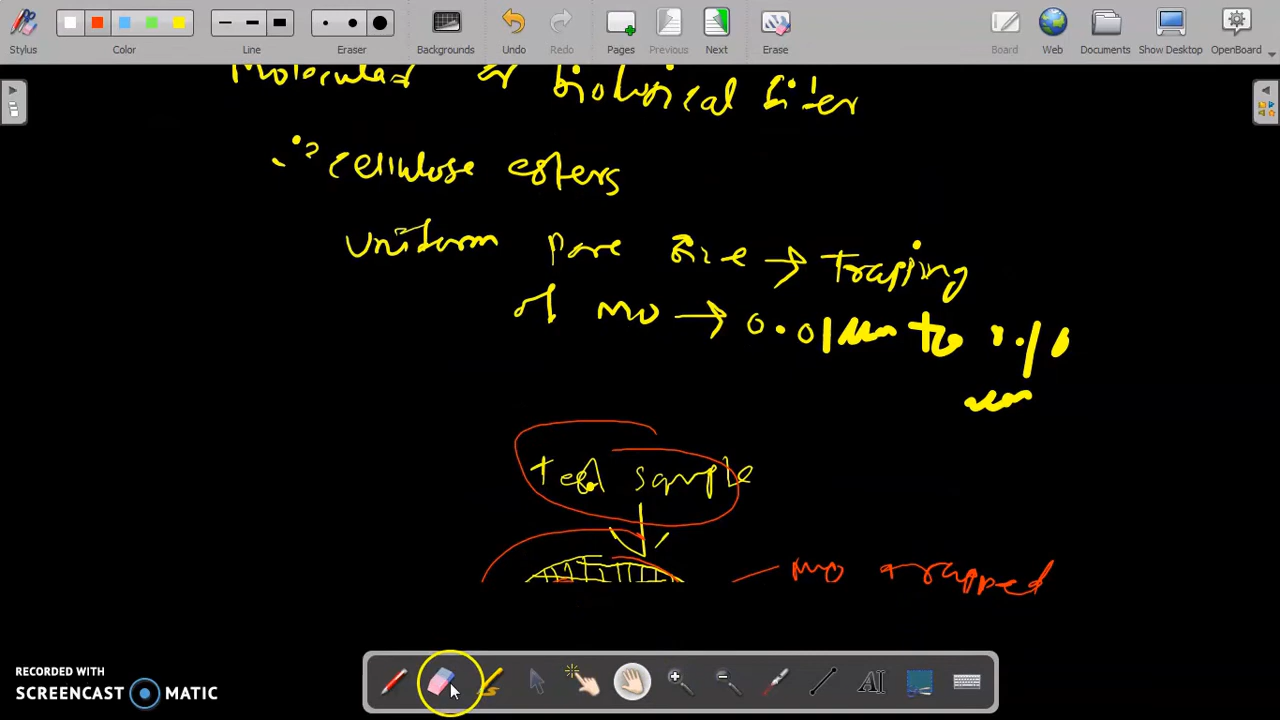 Color
Line
Eraser
Stylus
Backgrounds
Undo
Redo
Pages
Previous
Next
Erase
Board
Web
Documents
Show Desktop
OpenBoard
Molecular or biological filter
cellulose esters
Uniform pore size → trapping
of mo → 0.01 um to
um
test sample
mo trapped
RECORDED WITH
SCREENCAST MATIC